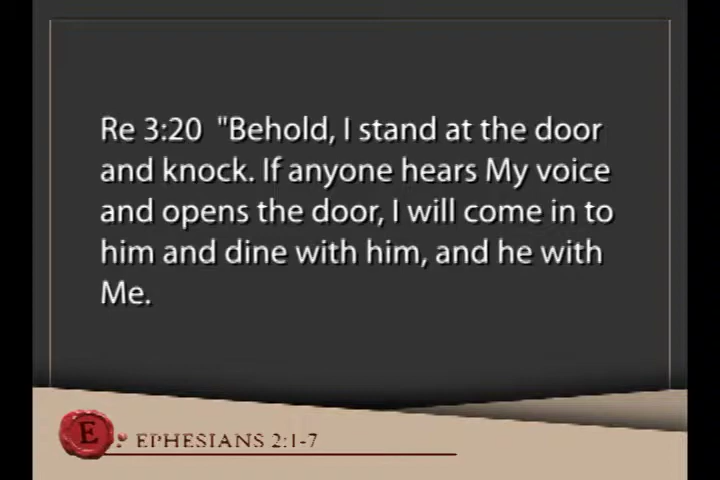 Re 3:20  "Behold, I stand at the door
and knock. If anyone hears My voice
and opens the door, I will come in to
him and dine with him, and he with
Me.
E
EPHESIANS 2:1-7